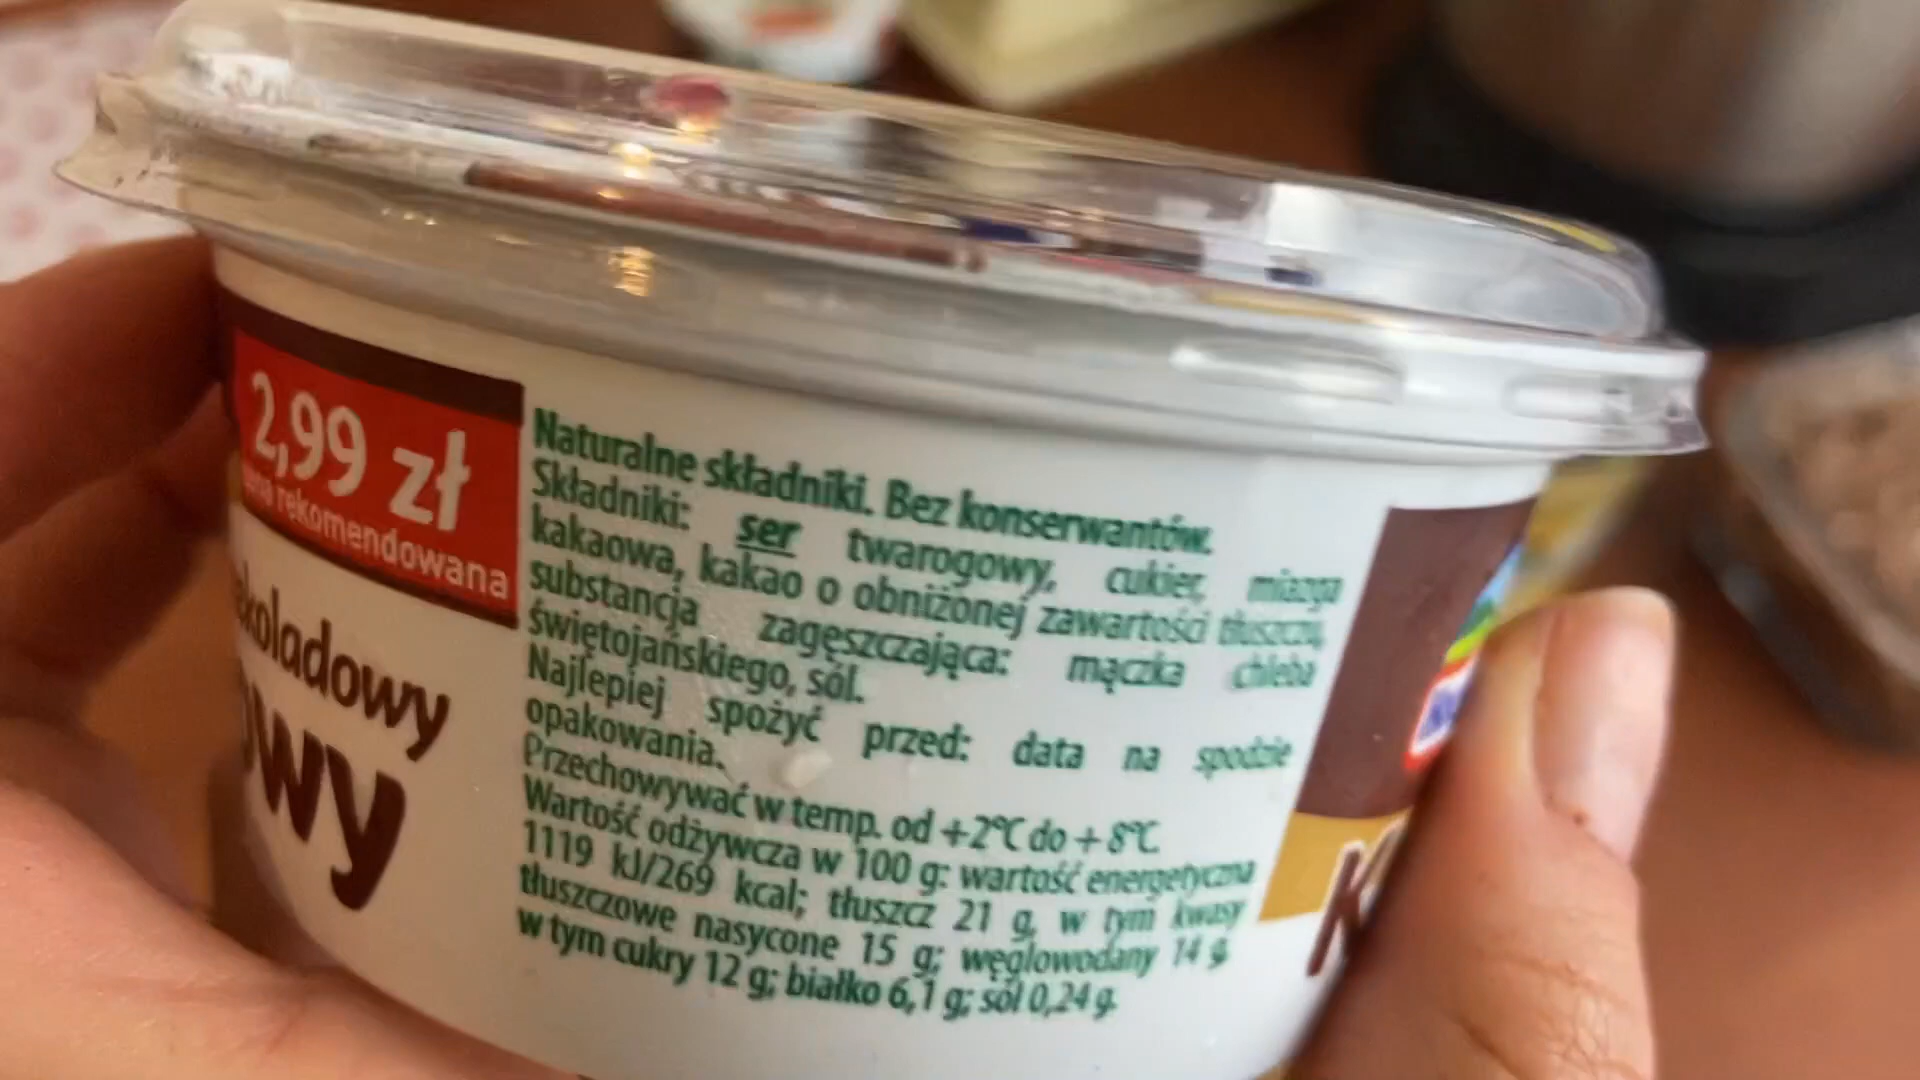 2,99 zł
cena rekomendowana
ekoladowy
owy
Naturalne składniki. Bez konserwantów.
Składniki: ser twarogowy, cukier, miazga
kakaowa, kakao o obniżonej zawartości tłuszczu,
substancja zagęszczająca: mączka chleba
świętojańskiego, sól.
Najlepiej spożyć przed: data na spodzie
opakowania.
Przechowywać w temp. od +2°C do +8°C.
Wartość odżywcza w 100 g: wartość energetyczna
1119 kJ/269 kcal; tłuszcz 21 g, w tym kwasy
tłuszczowe nasycone 15 g; węglowodany 14 g
w tym cukry 12 g; białko 6,1 g; sól 0,24 g.